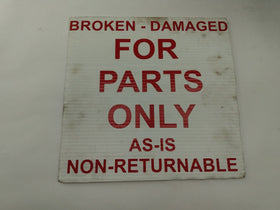 BROKEN - DAMAGED
FOR
PARTS
ONLY
AS-IS
NON-RETURNABLE